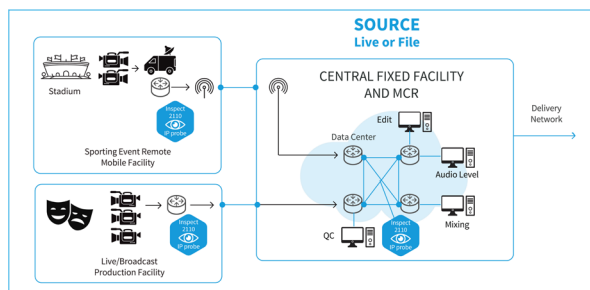 SOURCE
Live or File
Stadium
Inspect
2110
IP probe
Sporting Event Remote
Mobile Facility
CENTRAL FIXED FACILITY
AND MCR
Edit
Data Center
Audio Level
Mixing
QC
Inspect
2110
IP probe
Delivery
Network
Inspect
2110
IP probe
Live/Broadcast
Production Facility